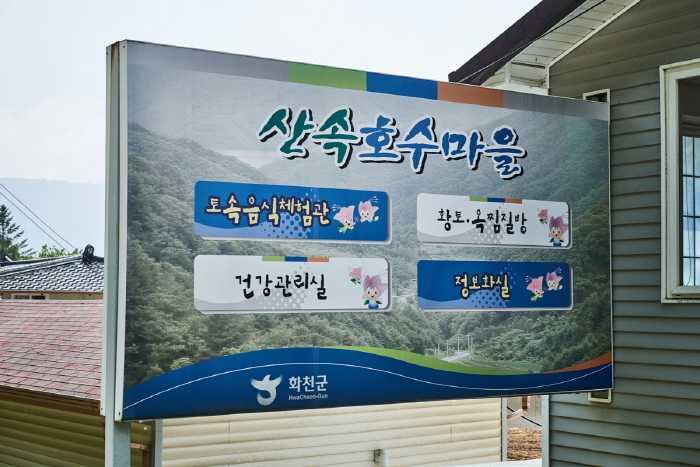 산속호수마을
토속음식체험관
황토·옥찜질방
건강관리실
정보화실
화천군
HwaCheon-Gun